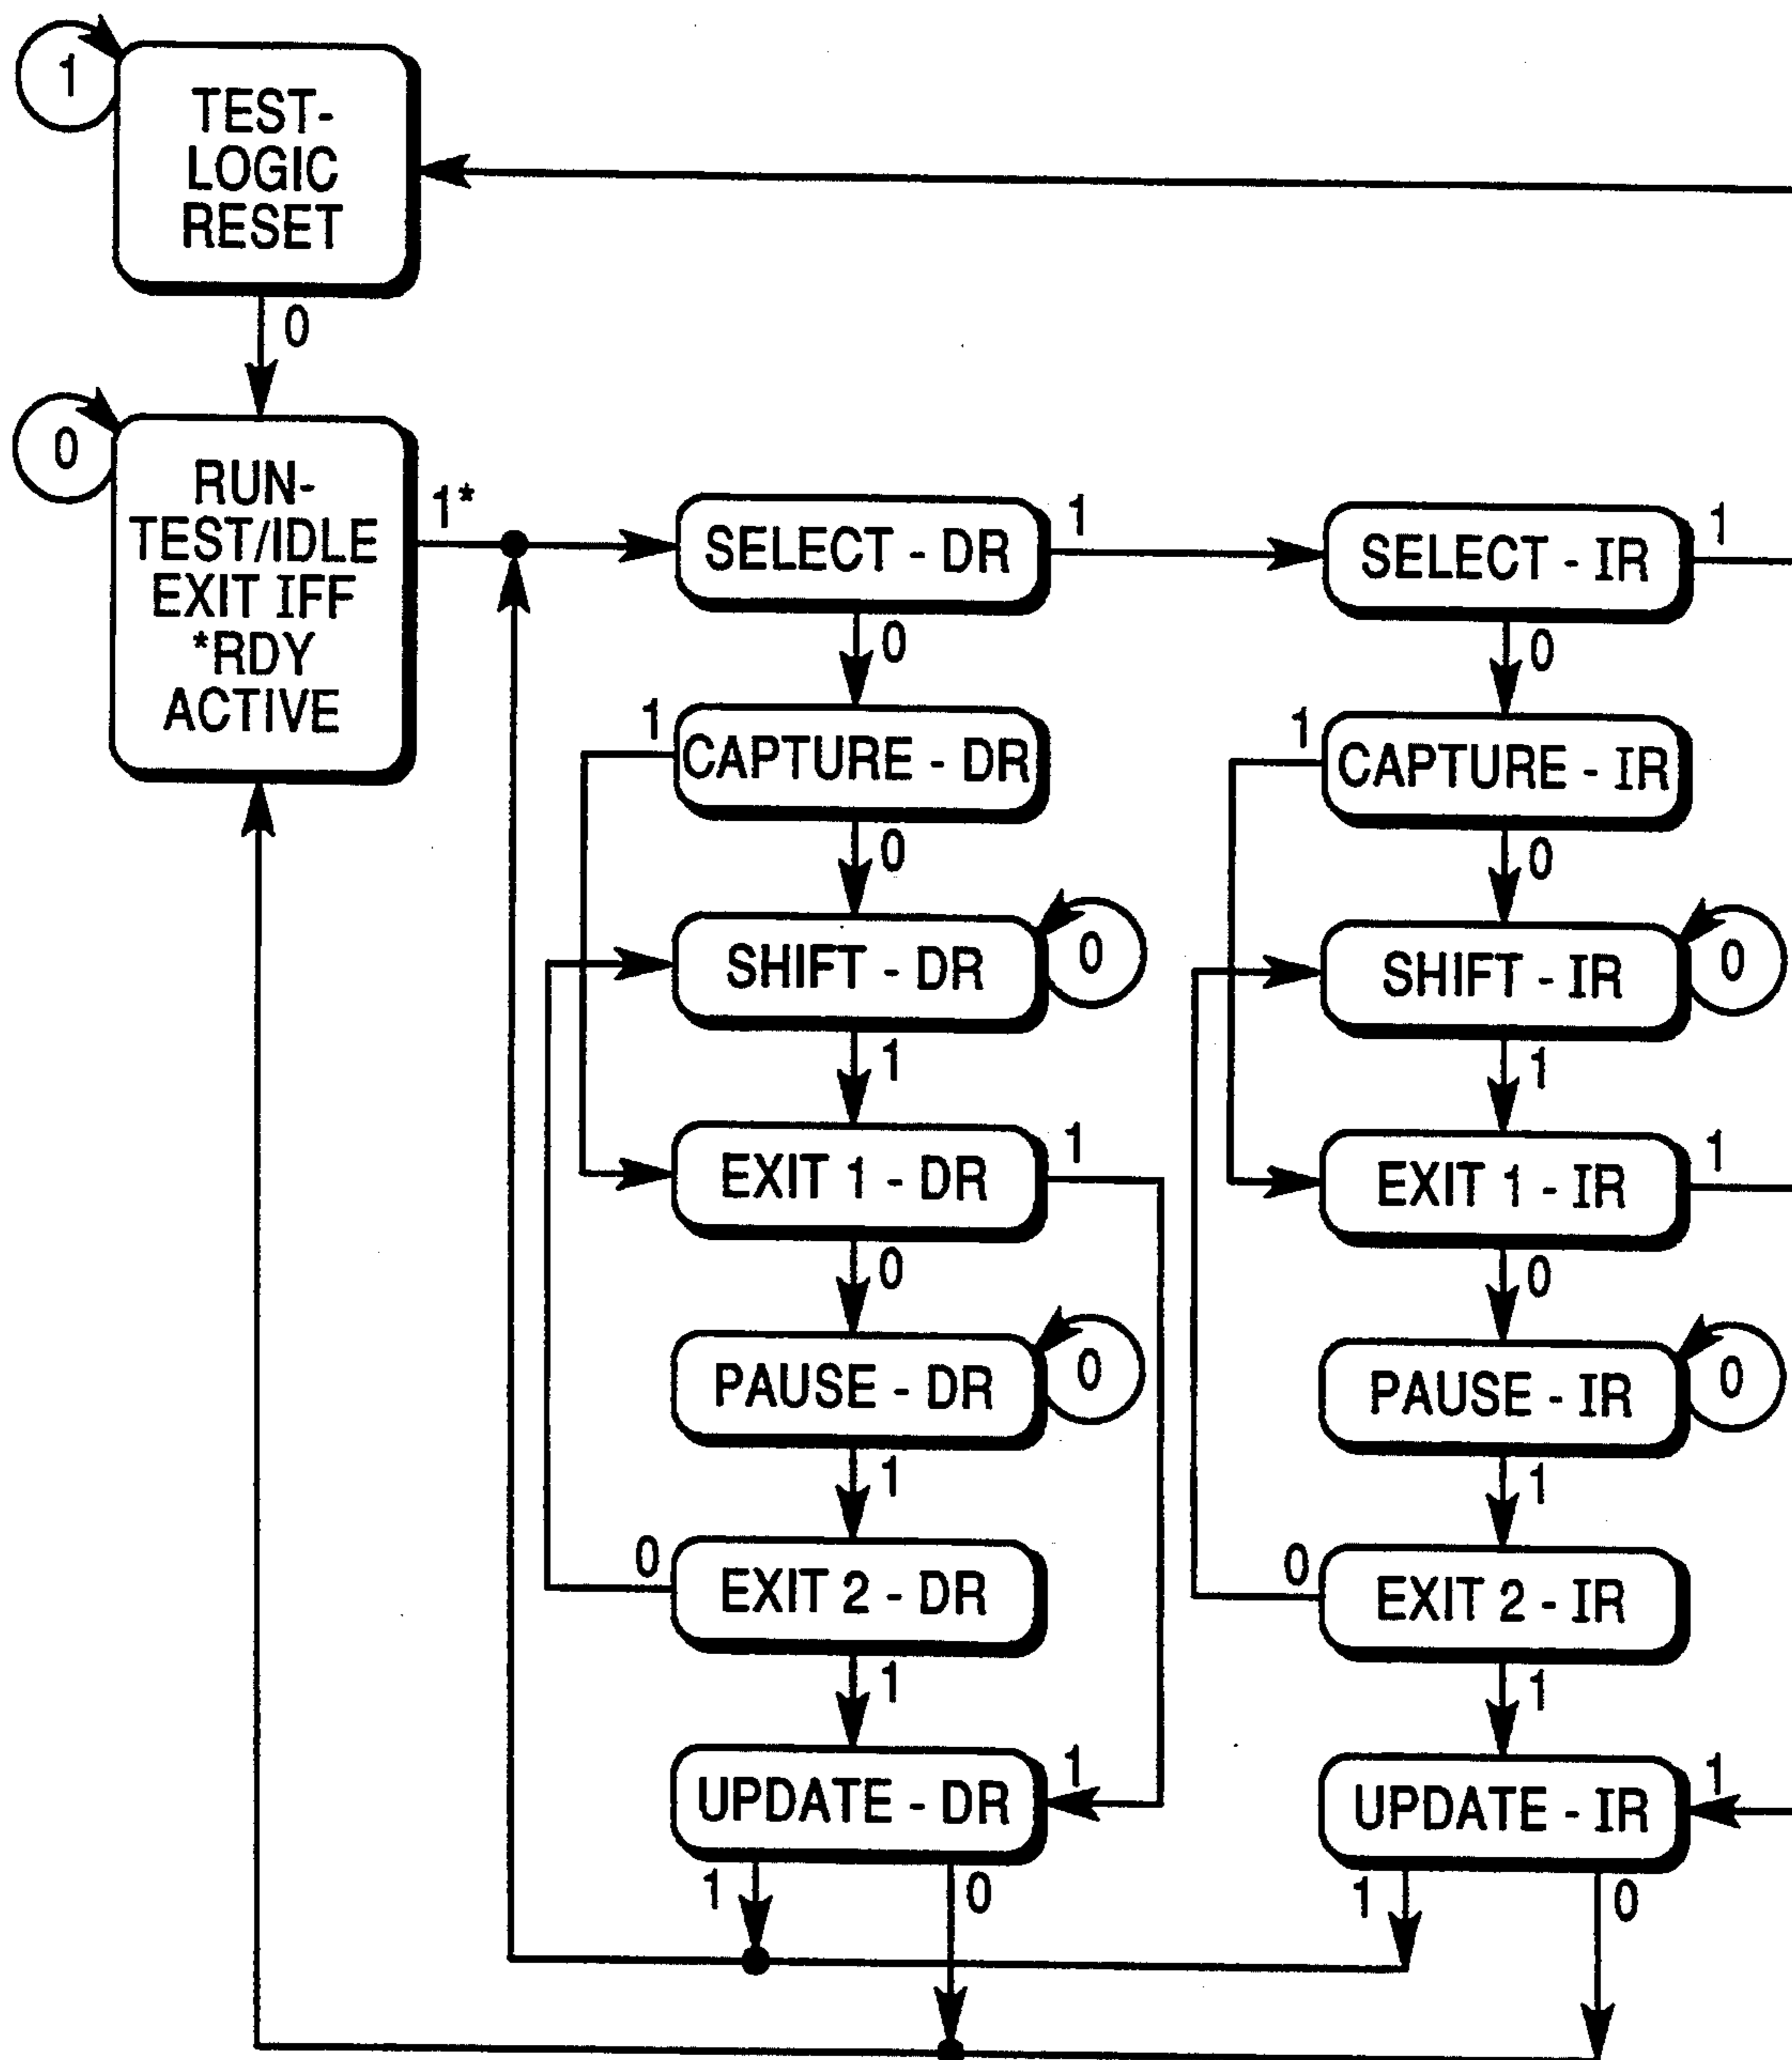 1
TEST-
LOGIC
RESET
0
0
RUN-
TEST/IDLE
EXIT IFF
*RDY
ACTIVE
1*
SELECT - DR
1
SELECT - IR
1
0
0
1
CAPTURE - DR
1
CAPTURE - IR
0
0
SHIFT - DR
0
SHIFT - IR
0
1
1
EXIT 1 - DR
1
EXIT 1 - IR
1
0
0
PAUSE - DR
0
PAUSE - IR
0
1
1
0
EXIT 2 - DR
0
EXIT 2 - IR
1
1
UPDATE - DR
1
UPDATE - IR
1
1
0
1
0